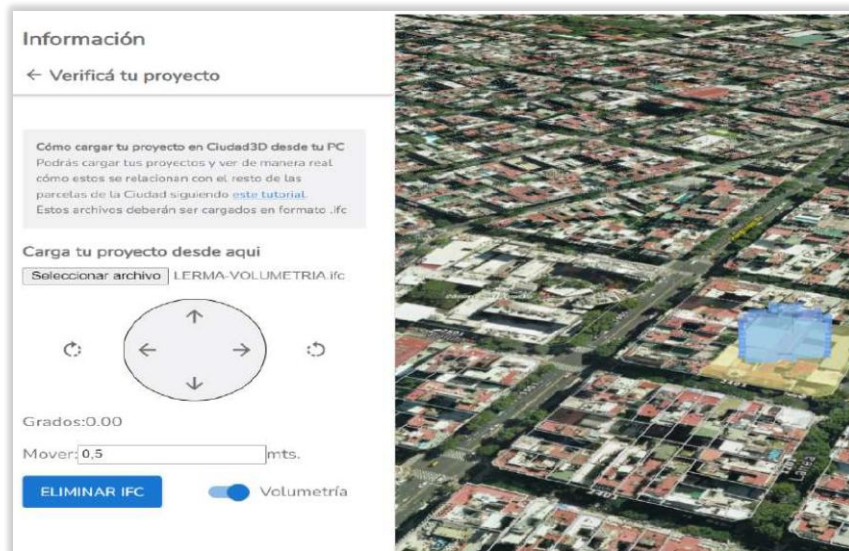 Información
← Verificá tu proyecto
Cómo cargar tu proyecto en Ciudad3D desde tu PC
Podrás cargar tus proyectos y ver de manera real
cómo estos se relacionan con el resto de las
parcelas de la Ciudad siguiendo este tutorial.
Estos archivos deberán ser cargados en formato .ifc
Carga tu proyecto desde aqui
Seleccionar archivo LERMA-VOLUMETRIA.ifc
Grados:0.00
Mover: 0,5 mts.
ELIMINAR IFC Volumetría